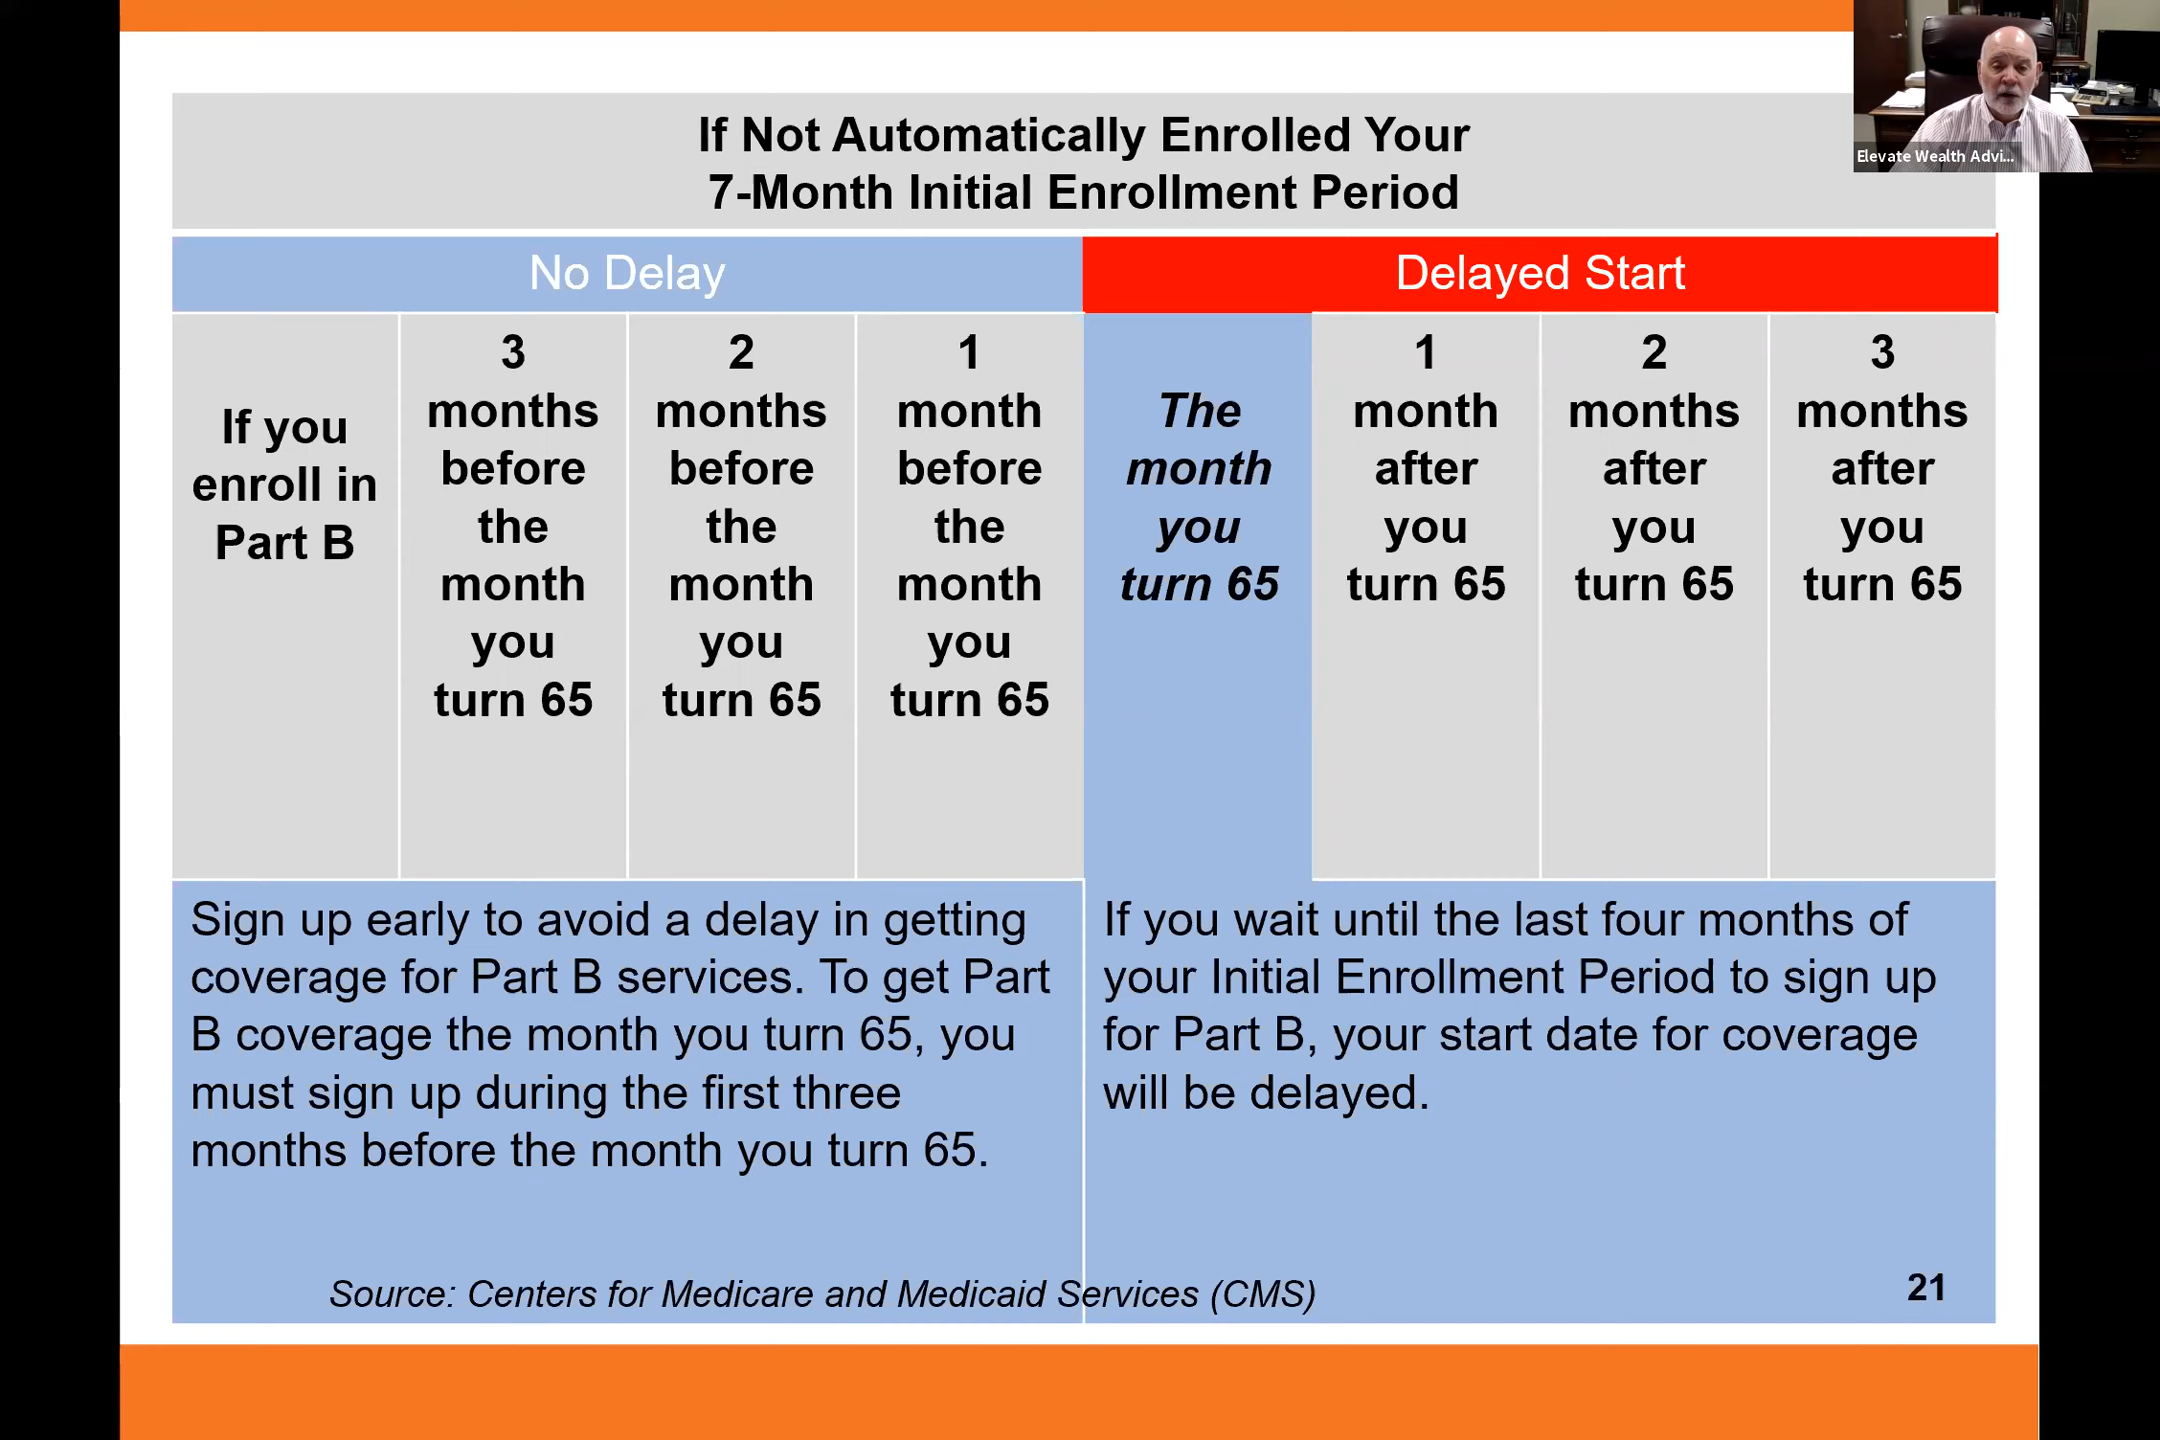 If Not Automatically Enrolled Your
7-Month Initial Enrollment Period
Elevate Wealth Advi...
No Delay
Delayed Start
If you
enroll in
Part B
3
months
before
the
month
you
turn 65
2
months
before
the
month
you
turn 65
1
month
before
the
month
you
turn 65
The
month
you
turn 65
1
month
after
you
turn 65
2
months
after
you
turn 65
3
months
after
you
turn 65
Sign up early to avoid a delay in getting
coverage for Part B services. To get Part
B coverage the month you turn 65, you
must sign up during the first three
months before the month you turn 65.
If you wait until the last four months of
your Initial Enrollment Period to sign up
for Part B, your start date for coverage
will be delayed.
Source: Centers for Medicare and Medicaid Services (CMS)
21